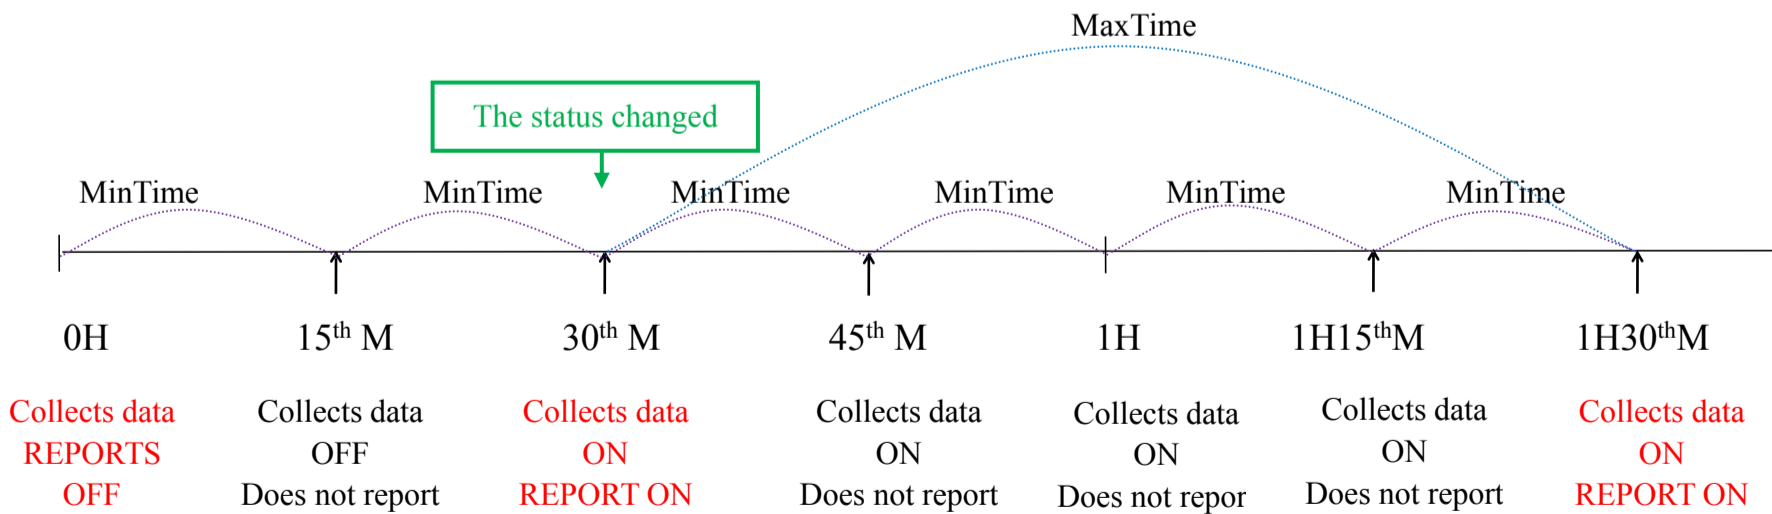 MaxTime
The status changed
MinTime MinTime MinTime MinTime MinTime MinTime
0H 15th M 30th M 45th M 1H 1H15thM 1H30thM
Collects data
REPORTS
OFF
Collects data
OFF
Does not report
Collects data
ON
REPORT ON
Collects data
ON
Does not report
Collects data
ON
Does not repor
Collects data
ON
Does not report
Collects data
ON
REPORT ON